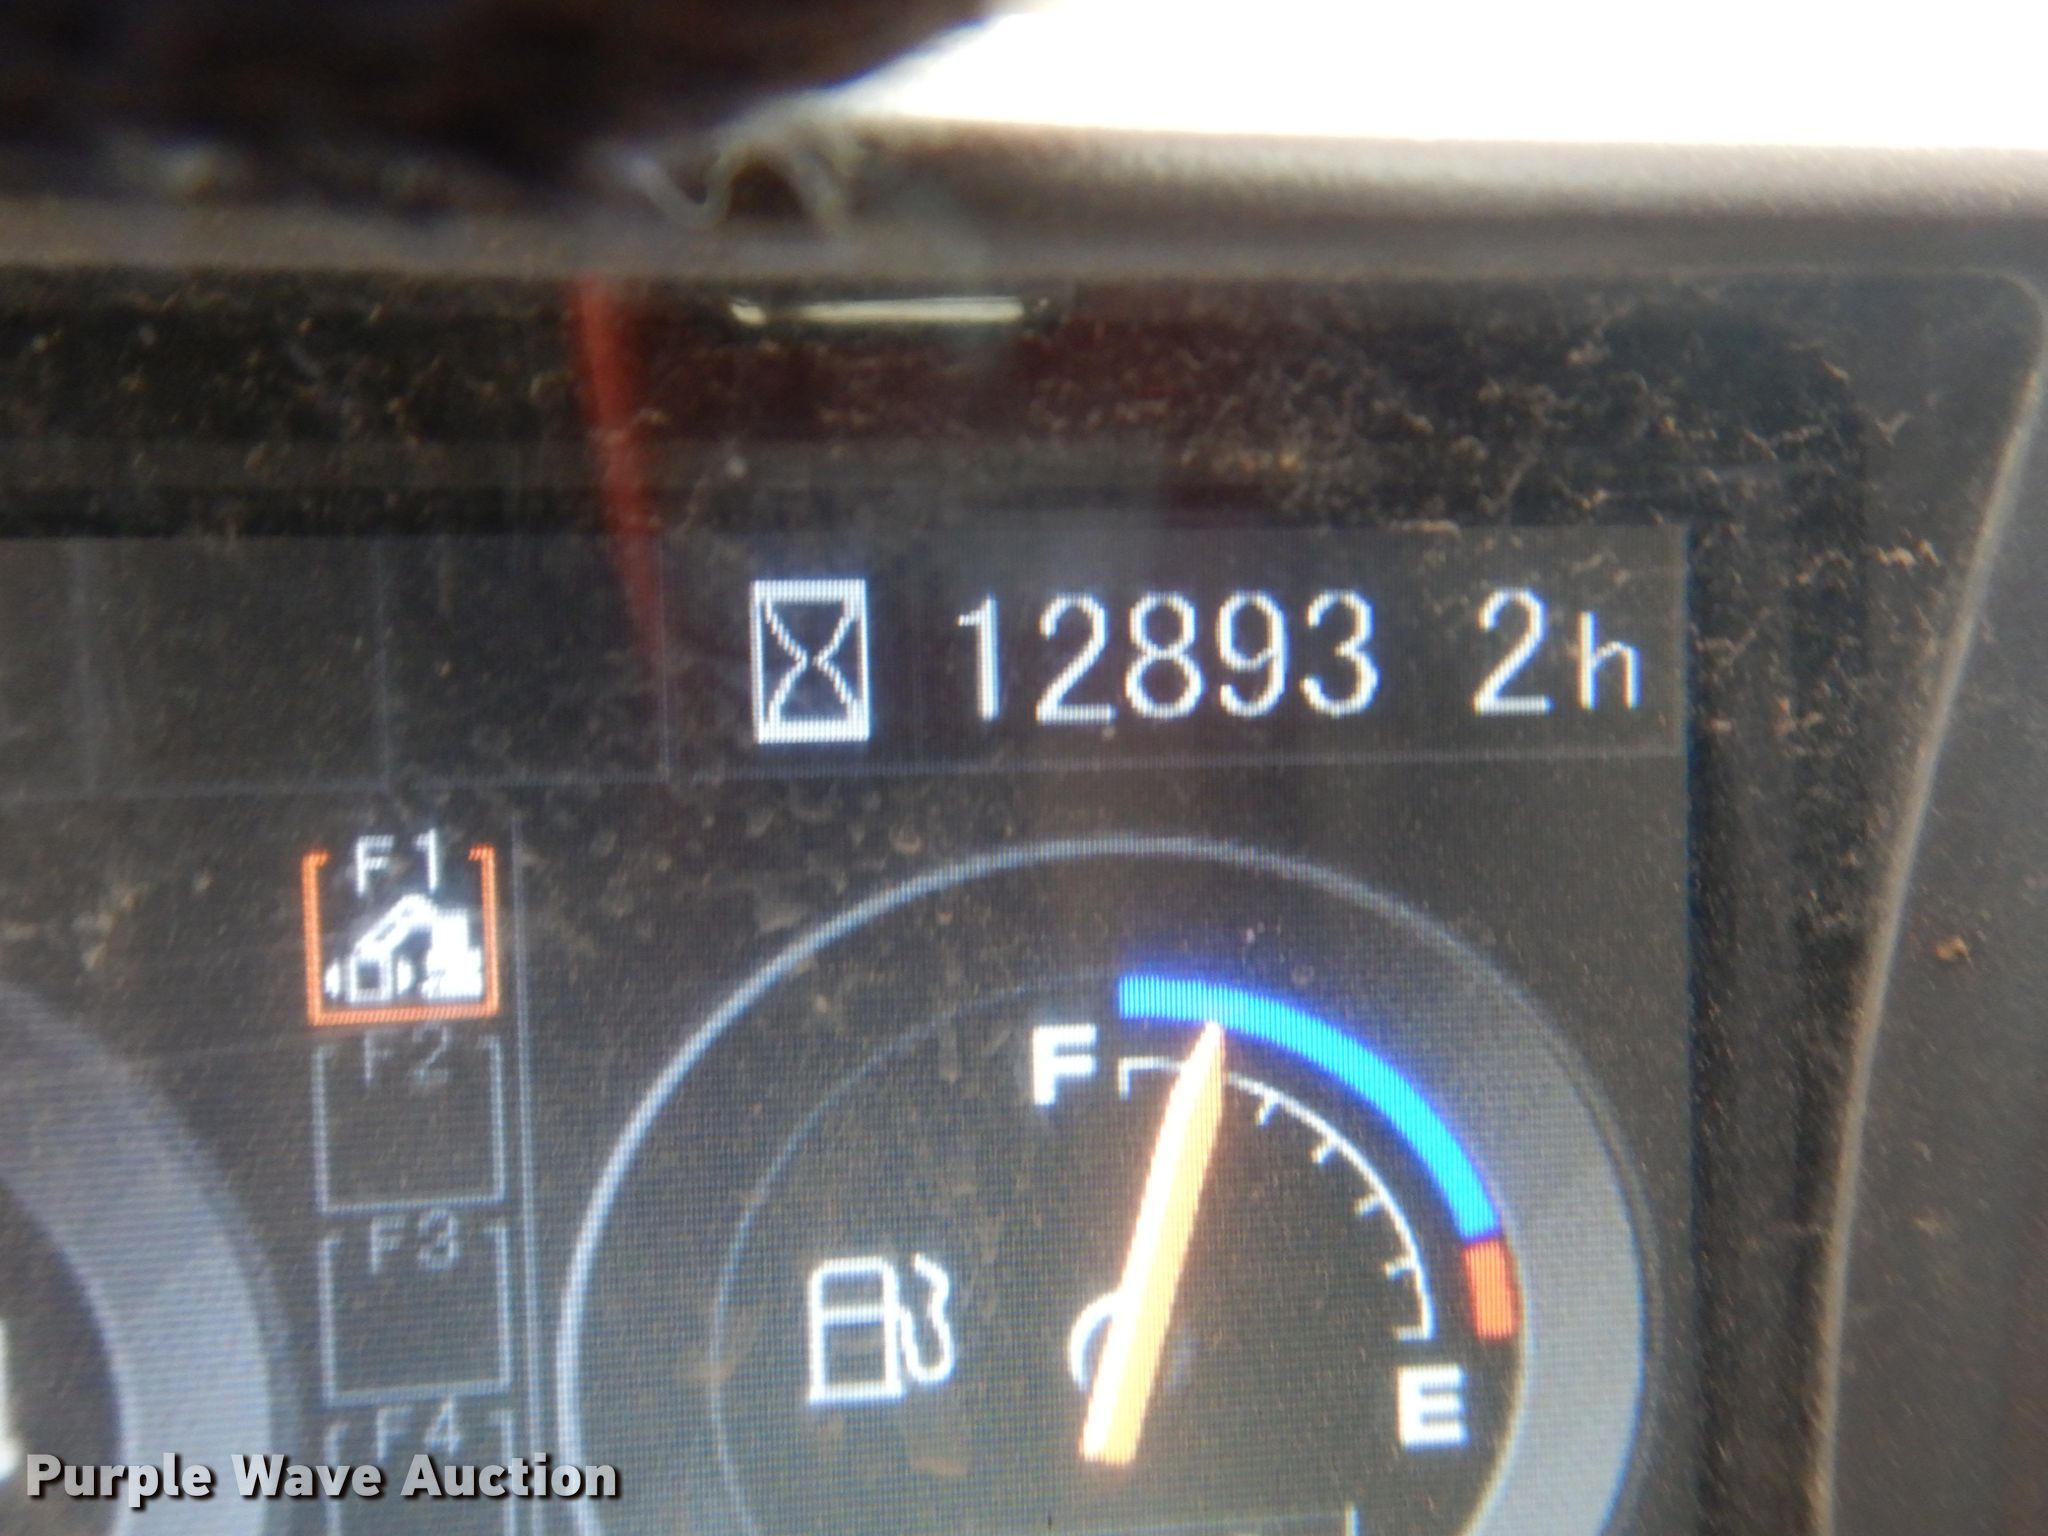 12893 2h
F1
F2
F
F3
F4
E
Purple Wave Auction